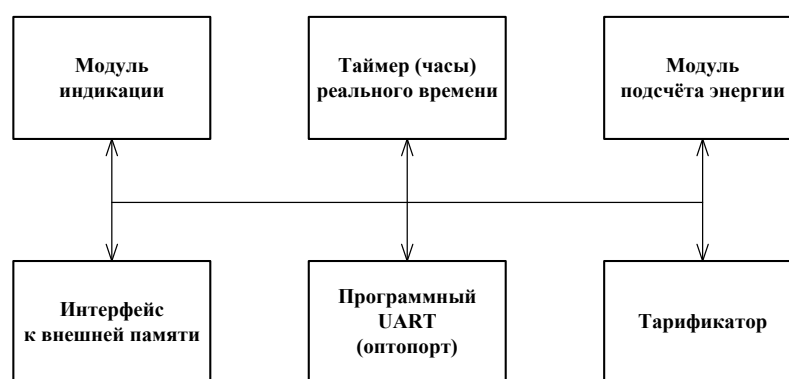 Модуль
индикации
Таймер (часы)
реального времени
Модуль
подсчёта энергии
Интерфейс
к внешней памяти
Программный
UART
(оптопорт)
Тарификатор